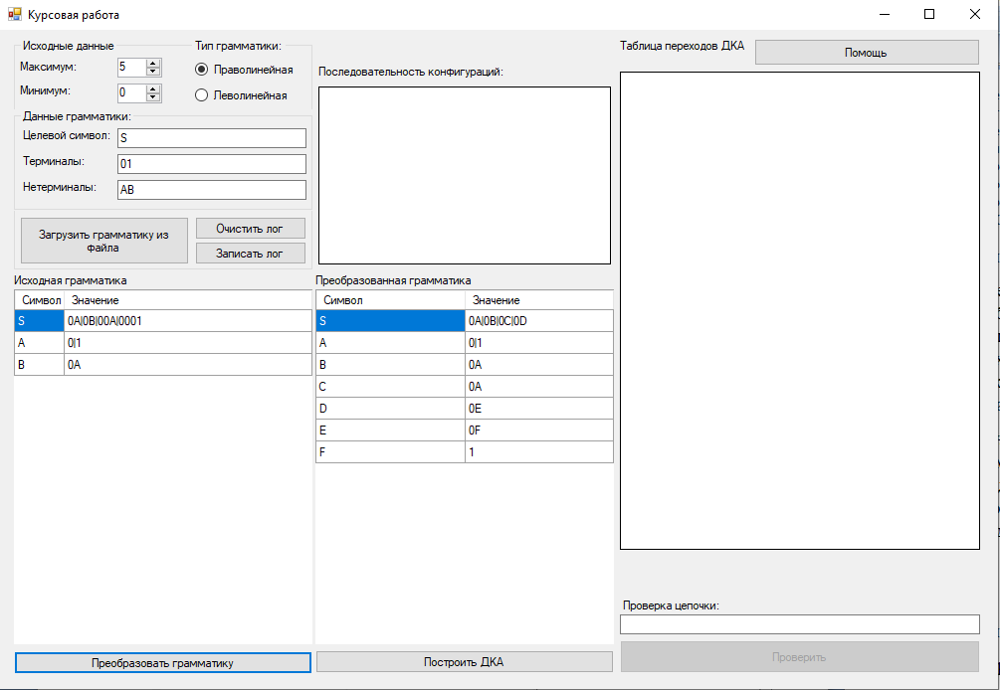 Курсовая работа
Исходные данные
Максимум: 5
Минимум: 0
Тип грамматики:
Праволинейная
Леволинейная
Данные грамматики:
Целевой символ: S
Терминалы: 01
Нетерминалы: AB
Загрузить грамматику из
файла
Очистить лог
Записать лог
Последовательность конфигураций:
Таблица переходов ДКА
Помощь
Исходная грамматика
Символ Значение
S 0A|0B|00A|0001
A 0|1
B 0A
Преобразованная грамматика
Символ Значение
S 0A|0B|0C|0D
A 0|1
B 0A
C 0A
D 0E
E 0F
F 1
Проверка цепочки:
Преобразовать грамматику
Построить ДКА
Проверить